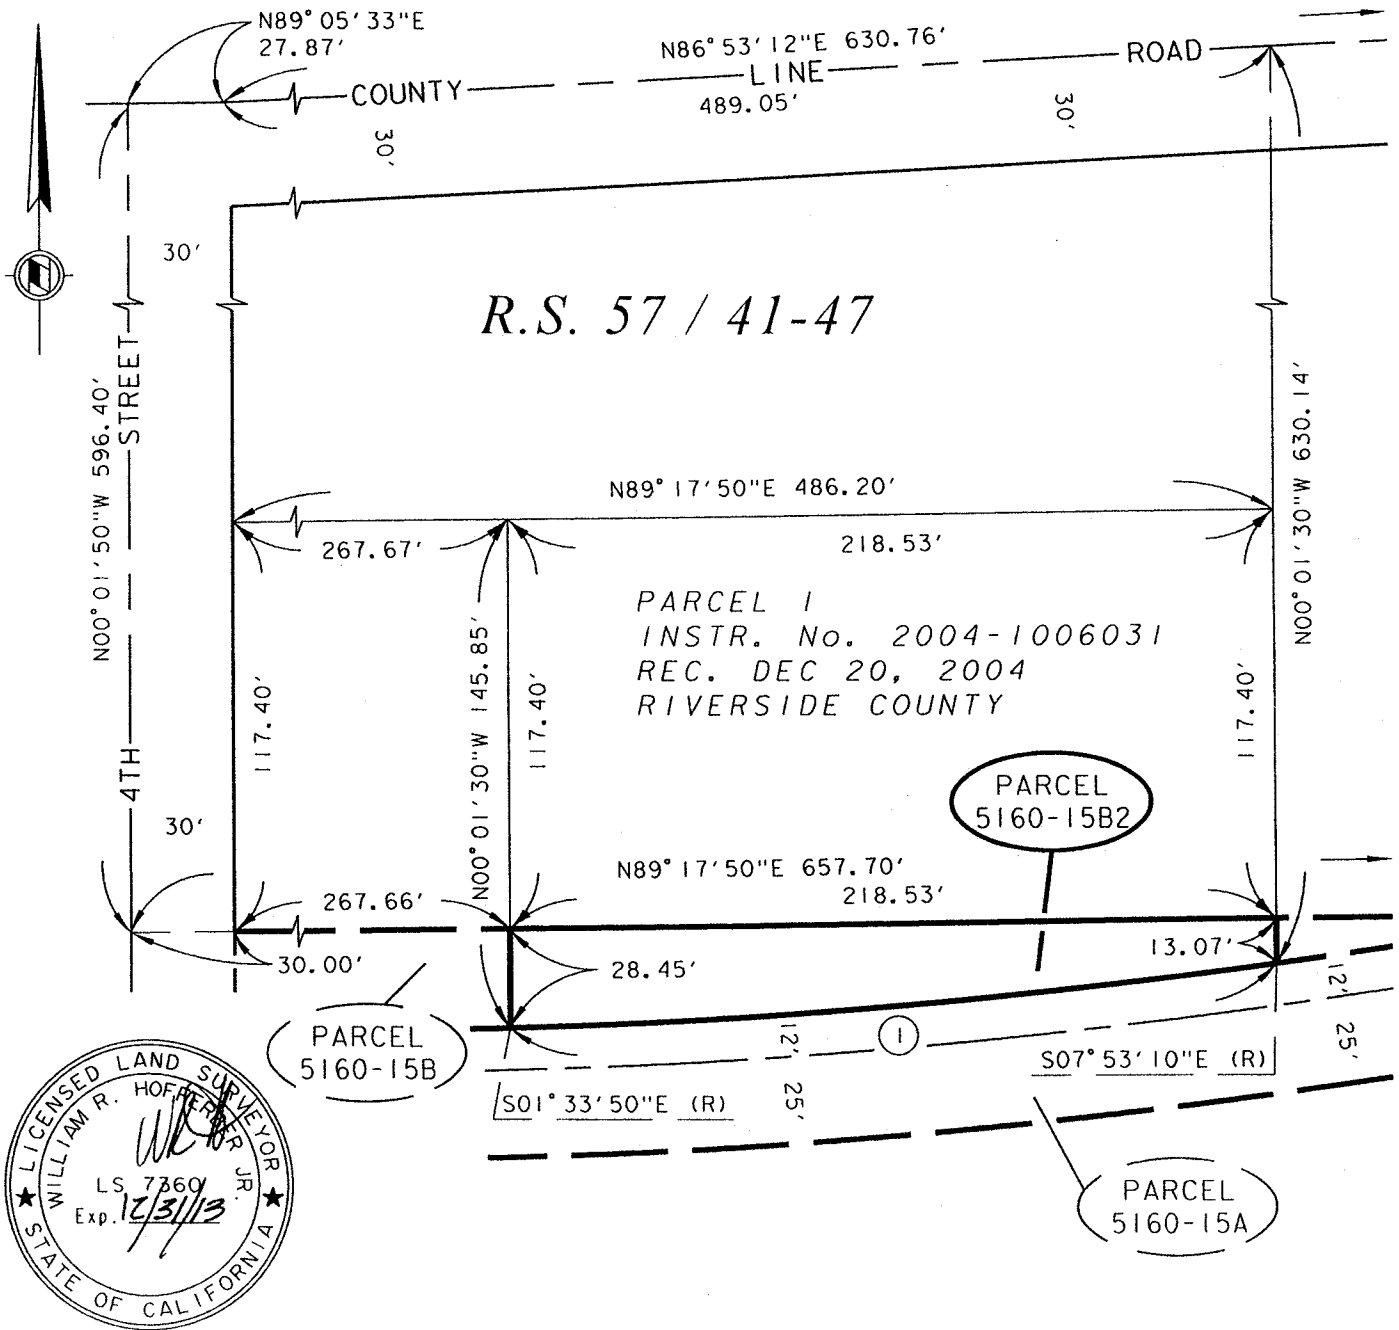 N89°05'33"E
27.87'
N86°53'12"E 630.76'
COUNTY LINE ROAD
489.05'
30'
30'
30'
R.S. 57 / 41-47
N00°01'50"W 596.40'
4TH STREET
N00°01'30"W 630.14'
N89°17'50"E 486.20'
267.67'
218.53'
PARCEL 1
INSTR. No. 2004-1006031
REC. DEC 20, 2004
RIVERSIDE COUNTY
117.40'
N00°01'30"W 145.85'
117.40'
117.40'
PARCEL
5160-15B2
30'
N89°17'50"E 657.70'
267.66'
218.53'
30.00'
28.45'
13.07'
12'
25'
PARCEL
5160-15B
12'
25'
1
S07°53'10"E (R)
S01°33'50"E (R)
PARCEL
5160-15A
LICENSED LAND SURVEYOR
WILLIAM R. HOFFERBER JR.
LS 7360
Exp. 12/31/13
STATE OF CALIFORNIA